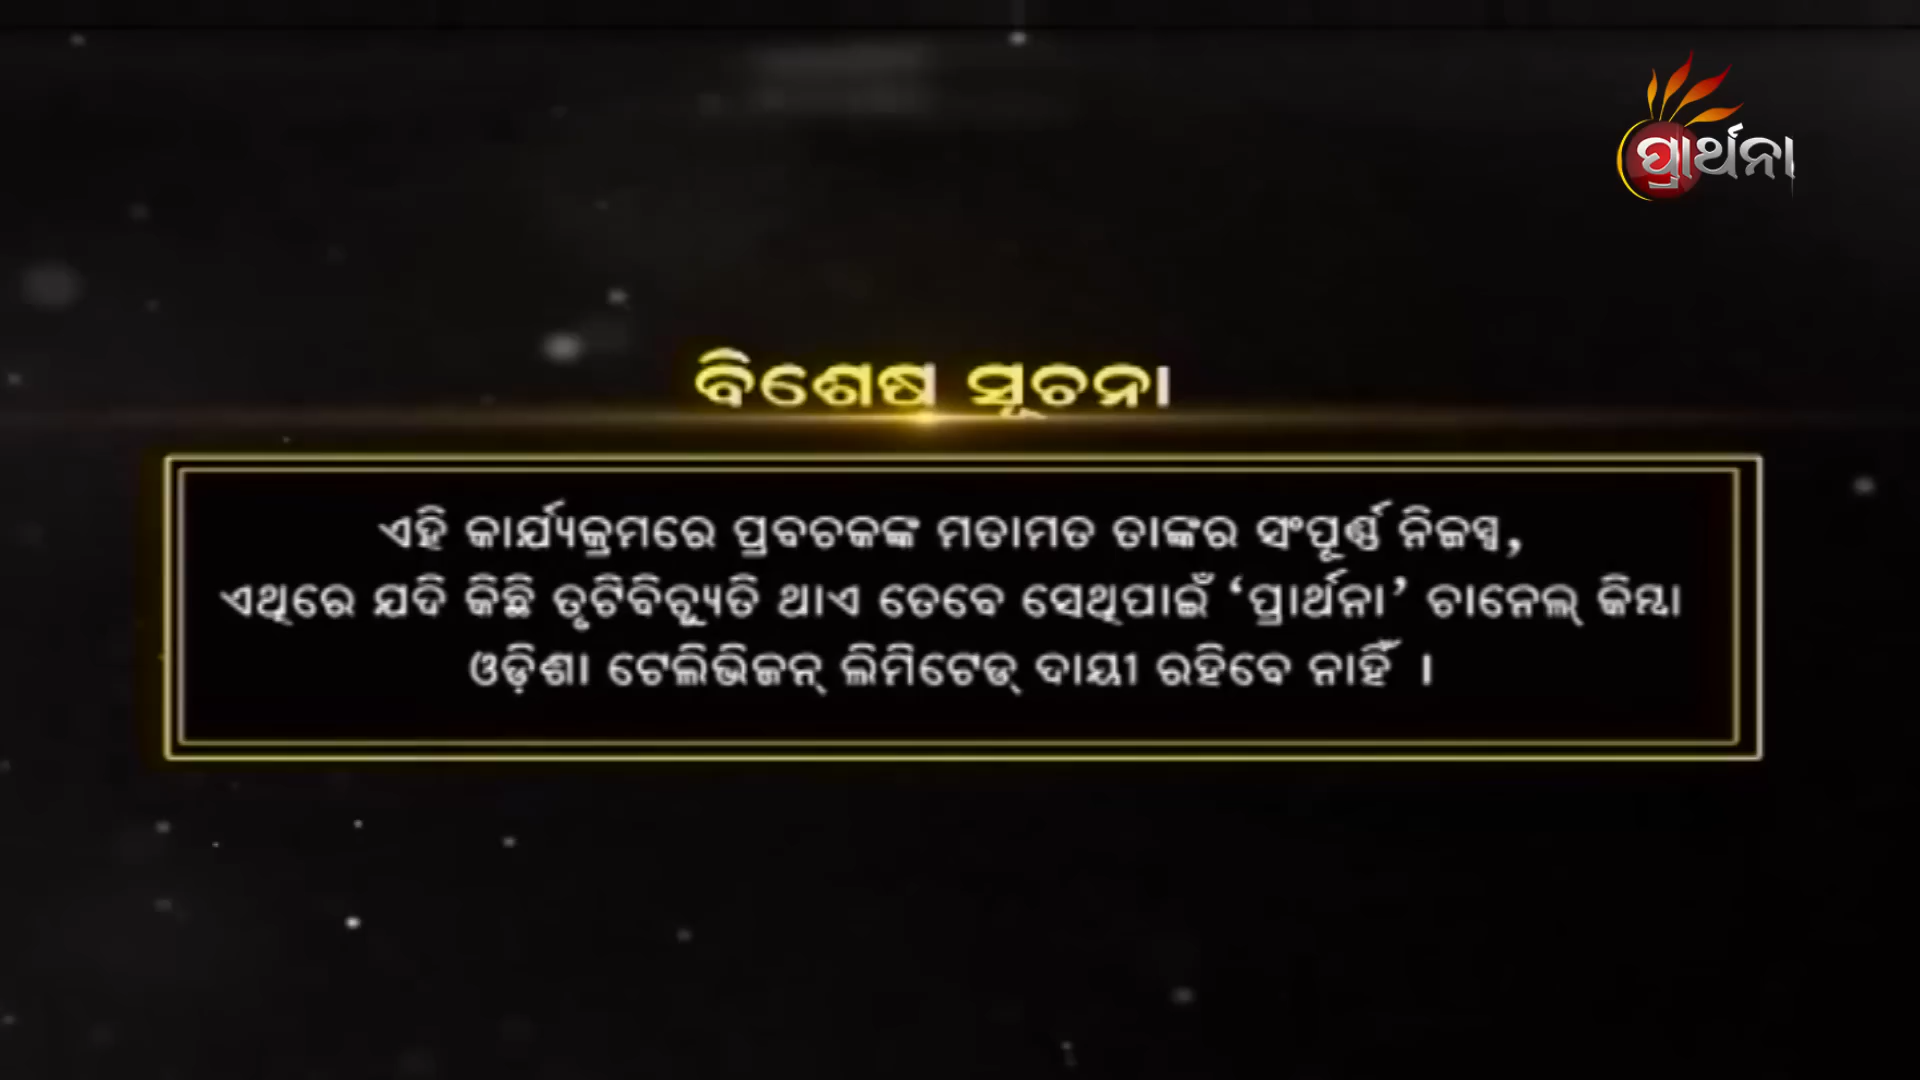 ପ୍ରାର୍ଥନା
ବିଶେଷ ସୂଚନା
ଏହି କାର୍ଯ୍ୟକ୍ରମରେ ପ୍ରବଚକଙ୍କ ମତାମତ ତାଙ୍କର ସଂପୂର୍ଣ୍ଣ ନିଜସ୍ୱ,
ଏଥିରେ ଯଦି କିଛି ତୃଟିବିଚ୍ୟୁତି ଥାଏ ତେବେ ସେଥିପାଇଁ ‘ପ୍ରାର୍ଥନା’ ଚାନେଲ୍ କିମ୍ବା
ଓଡ଼ିଶା ଟେଲିଭିଜନ୍ ଲିମିଟେଡ୍ ଦାୟୀ ରହିବେ ନାହିଁ ।